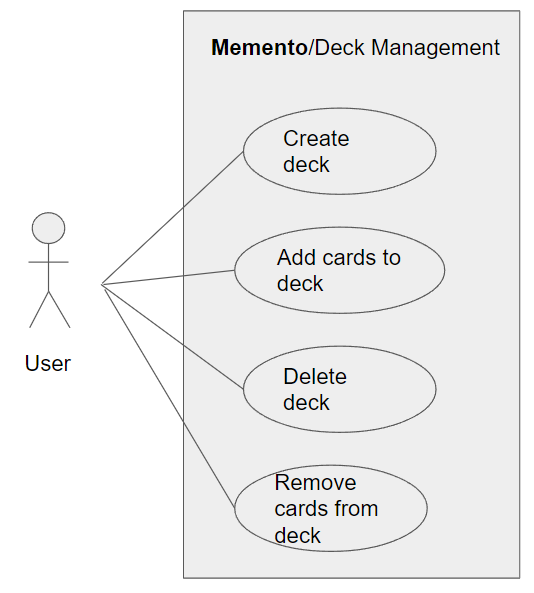 Memento/Deck Management
Create
deck
Add cards to
deck
Delete
deck
Remove
cards from
deck
User